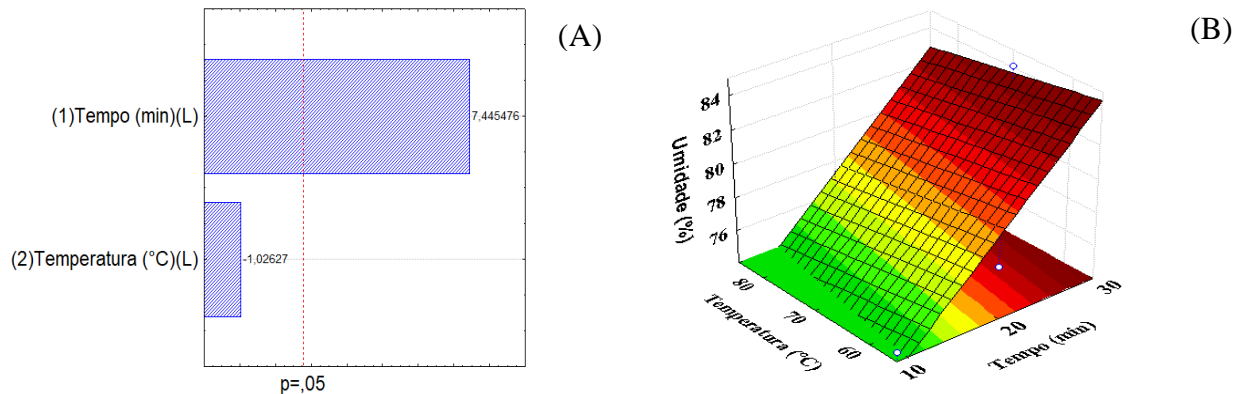 (A)
(1)Tempo (min)(L)
7,445476
(2)Temperatura (°C)(L)
-1,02627
p=,05
(B)
84
82
80
78
76
Umidade (%)
80
70
60
Temperatura (°C)
10
20
30
Tempo (min)